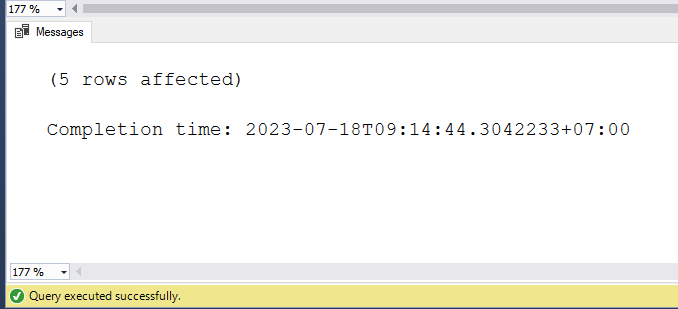 177 %
Messages
(5 rows affected)
Completion time: 2023-07-18T09:14:44.3042233+07:00
177 %
Query executed successfully.